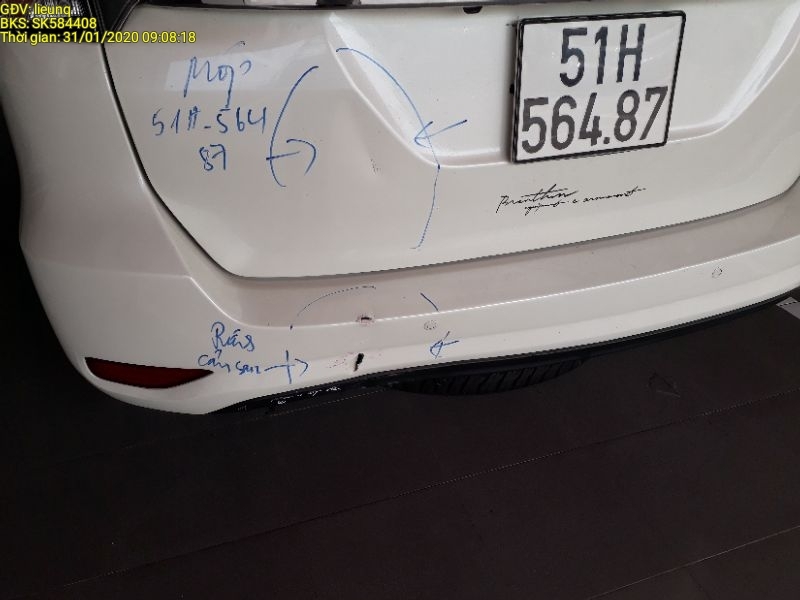 GĐV: lieung
BKS: SK584408
Thời gian: 31/01/2020 09:08:18
51H
564.87
Móp
51H-564
87
Rách
cản sau